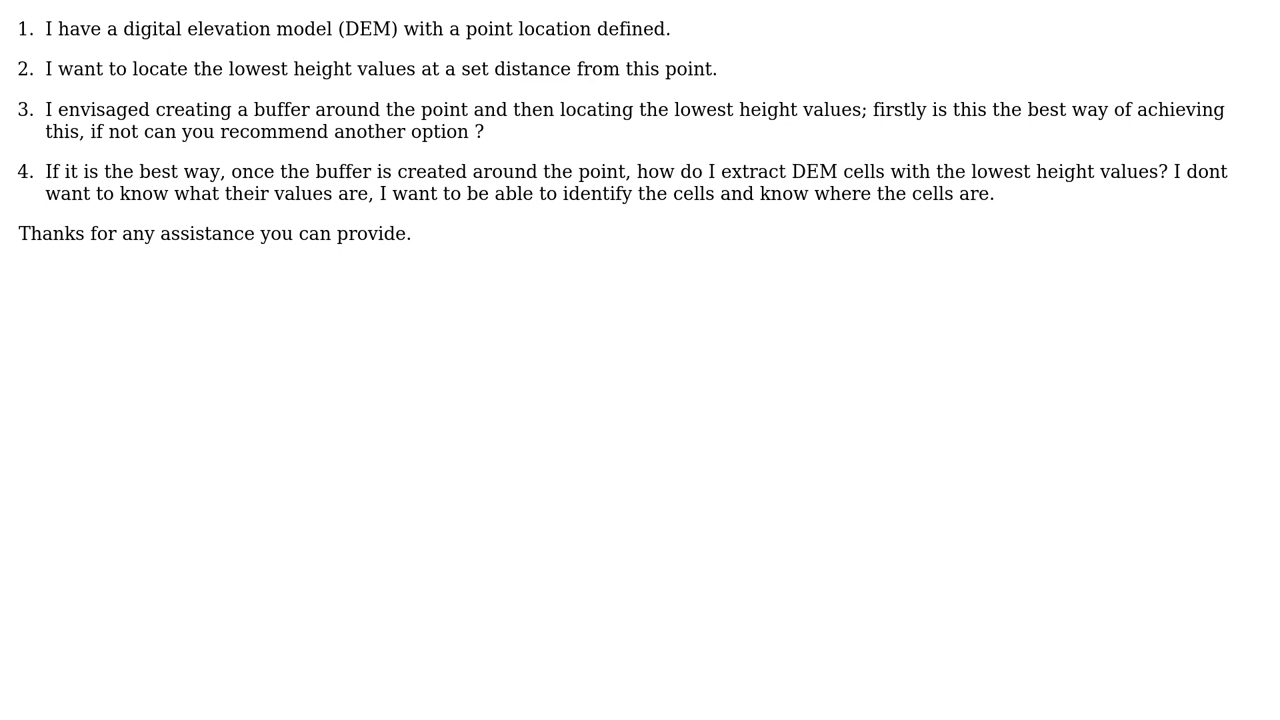 1. I have a digital elevation model (DEM) with a point location defined.
2. I want to locate the lowest height values at a set distance from this point.
3. I envisaged creating a buffer around the point and then locating the lowest height values; firstly is this the best way of achieving
this, if not can you recommend another option ?
4. If it is the best way, once the buffer is created around the point, how do I extract DEM cells with the lowest height values? I dont
want to know what their values are, I want to be able to identify the cells and know where the cells are.
Thanks for any assistance you can provide.